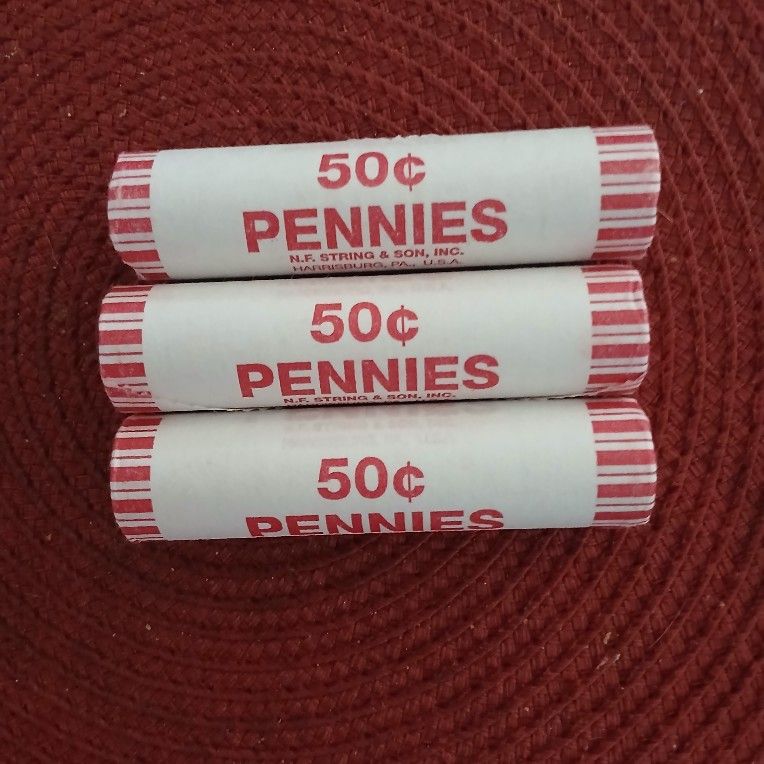 50¢
PENNIES
N.F. STRING & SON, INC.
HARRISBURG, PA., U.S.A.
50¢
PENNIES
N.F. STRING & SON, INC.
50¢
PENNIES